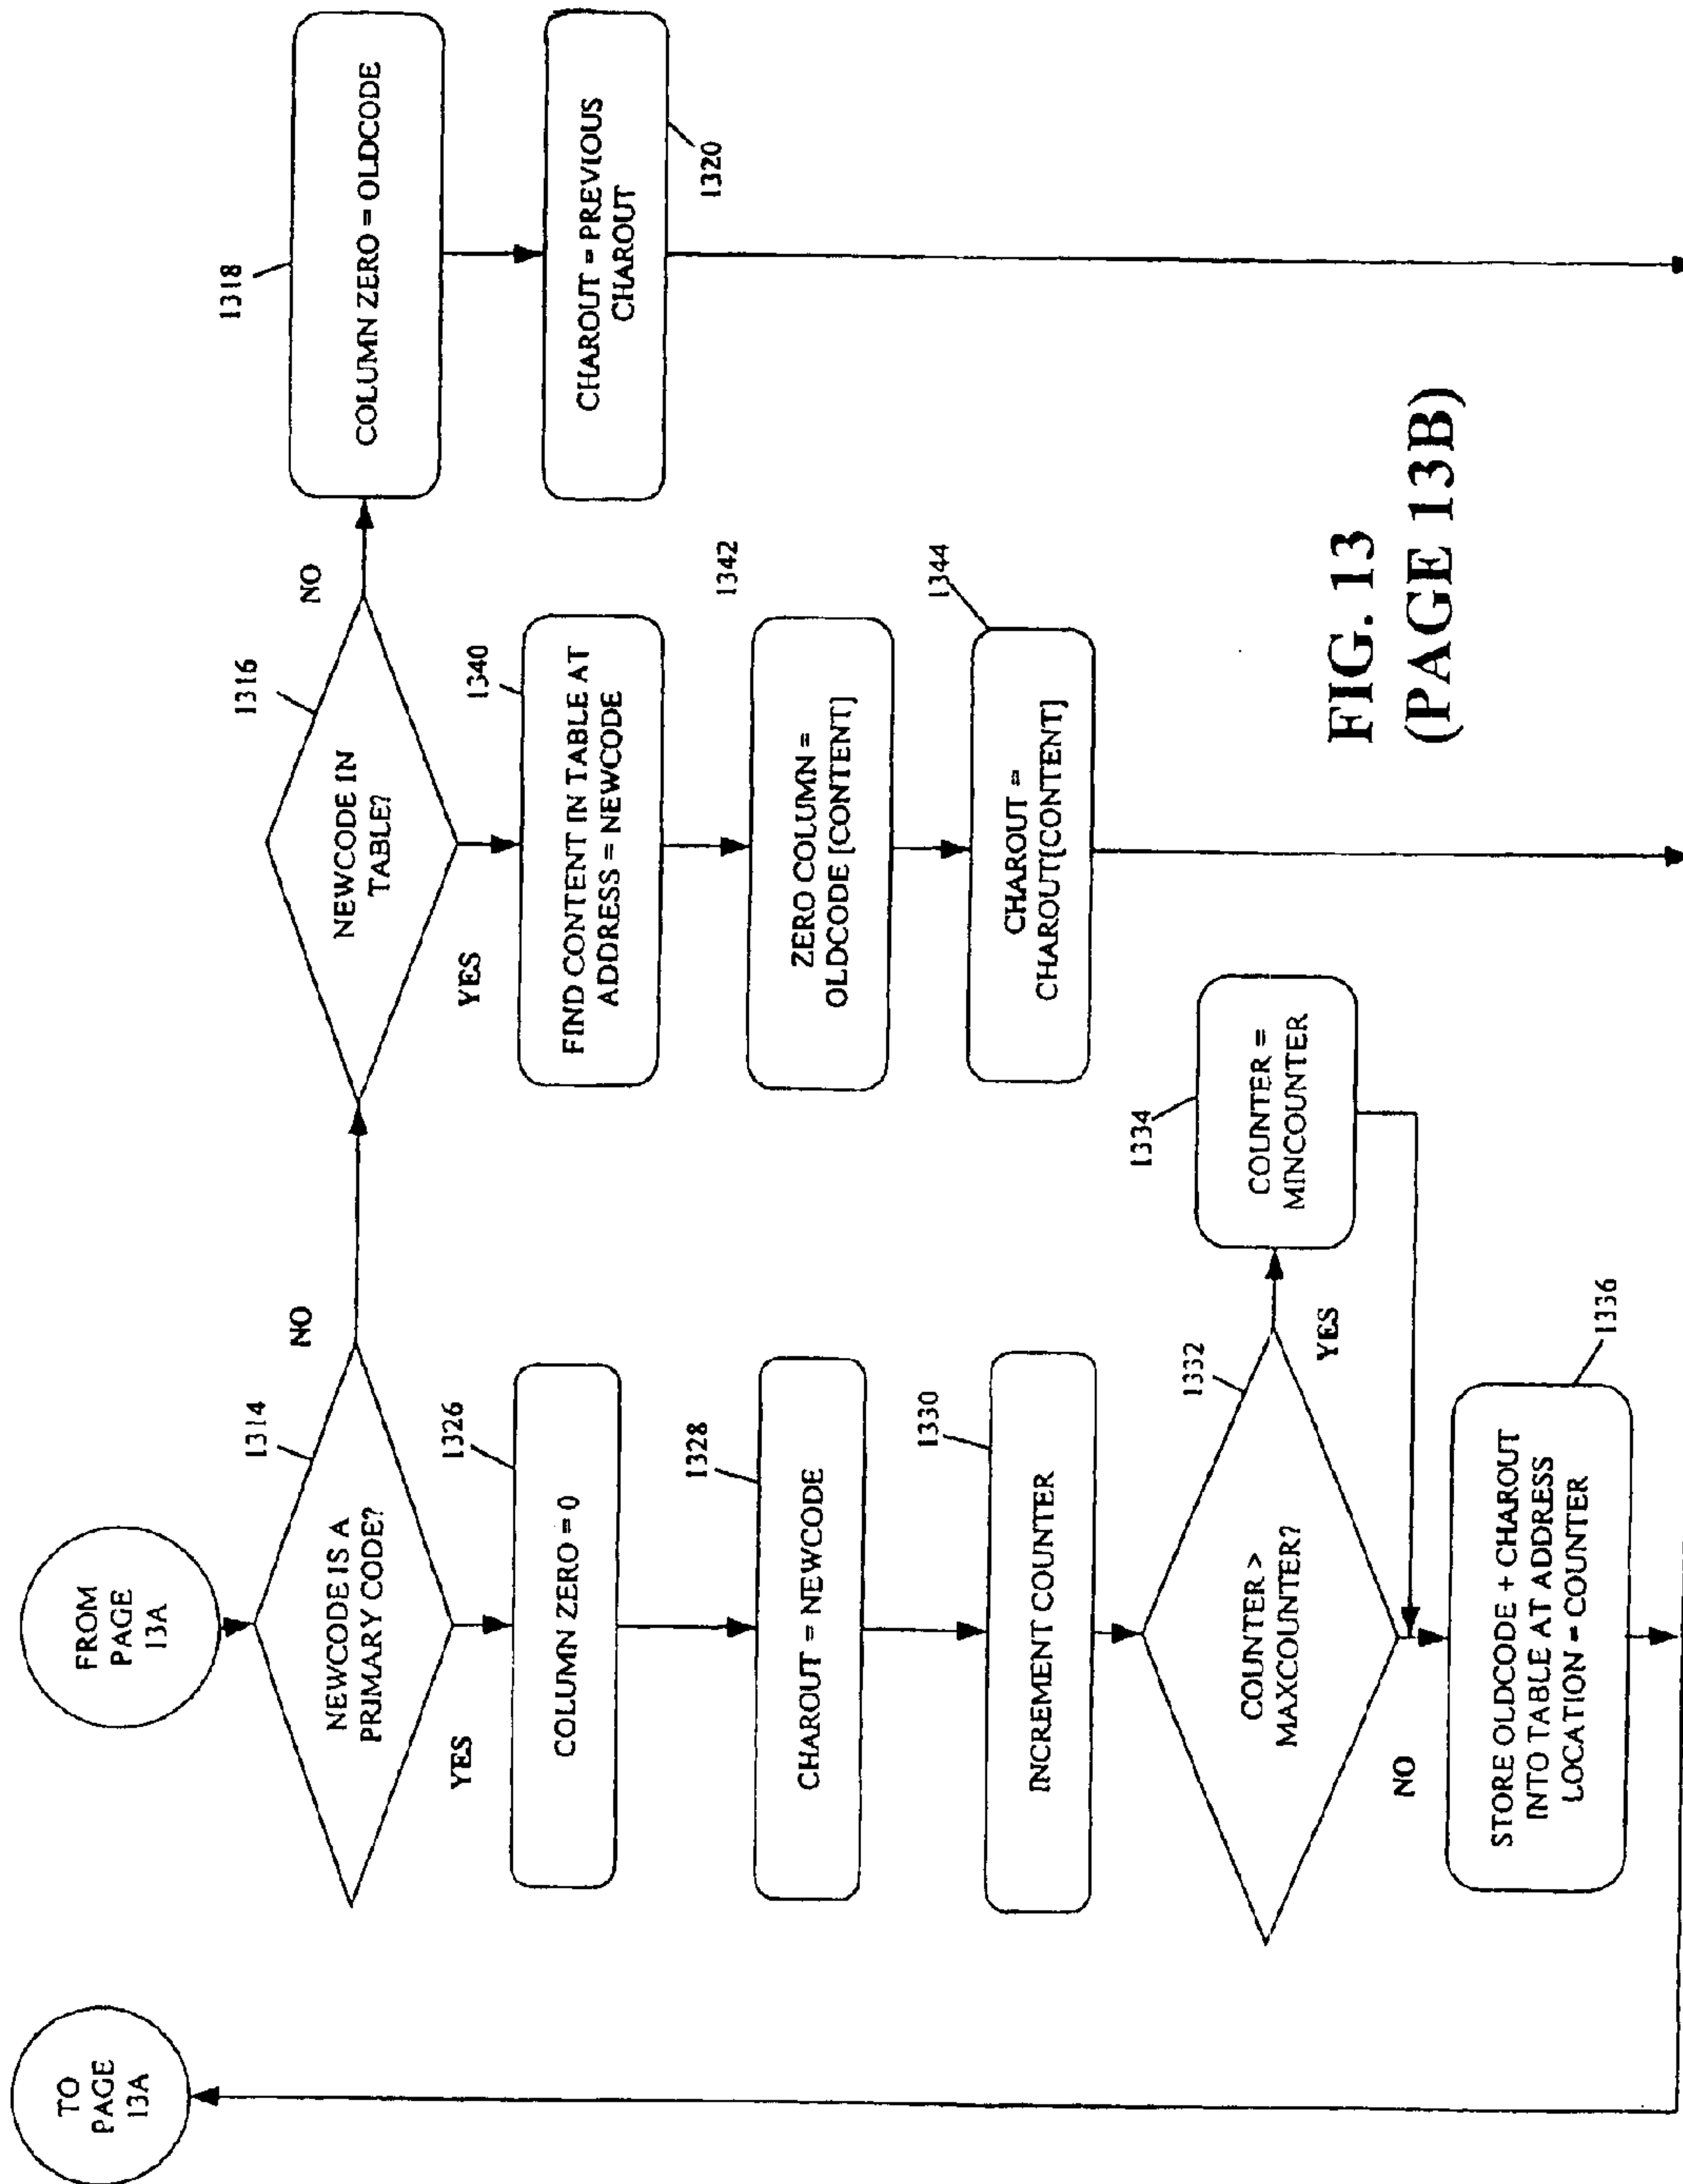 TO
PAGE
13A
FROM
PAGE
13A
1314
NEWCODE IS A
PRIMARY CODE?
NO
YES
1326
COLUMN ZERO = 0
1328
CHAROUT = NEWCODE
1330
INCREMENT COUNTER
1332
COUNTER >
MAXCOUNTER?
YES
NO
1334
COUNTER =
MINCOUNTER
1336
STORE OLDCODE + CHAROUT
INTO TABLE AT ADDRESS
LOCATION = COUNTER
1316
NEWCODE IN
TABLE?
NO
YES
1340
FIND CONTENT IN TABLE AT
ADDRESS = NEWCODE
1342
ZERO COLUMN =
OLDCODE [CONTENT]
1344
CHAROUT =
CHAROUT[CONTENT]
1318
COLUMN ZERO = OLDCODE
1320
CHAROUT = PREVIOUS
CHAROUT
FIG. 13
(PAGE 13B)